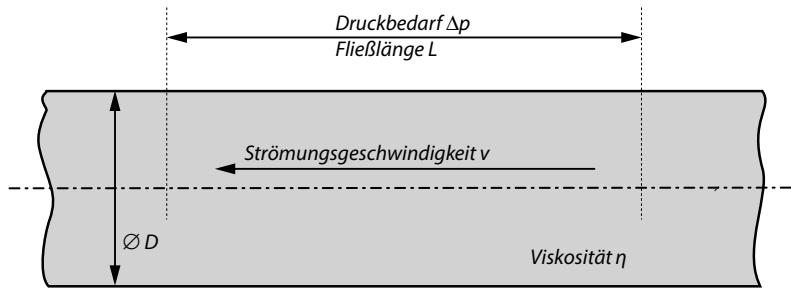 Druckbedarf Δp
Fließlänge L
Strömungsgeschwindigkeit v
∅ D
Viskosität η